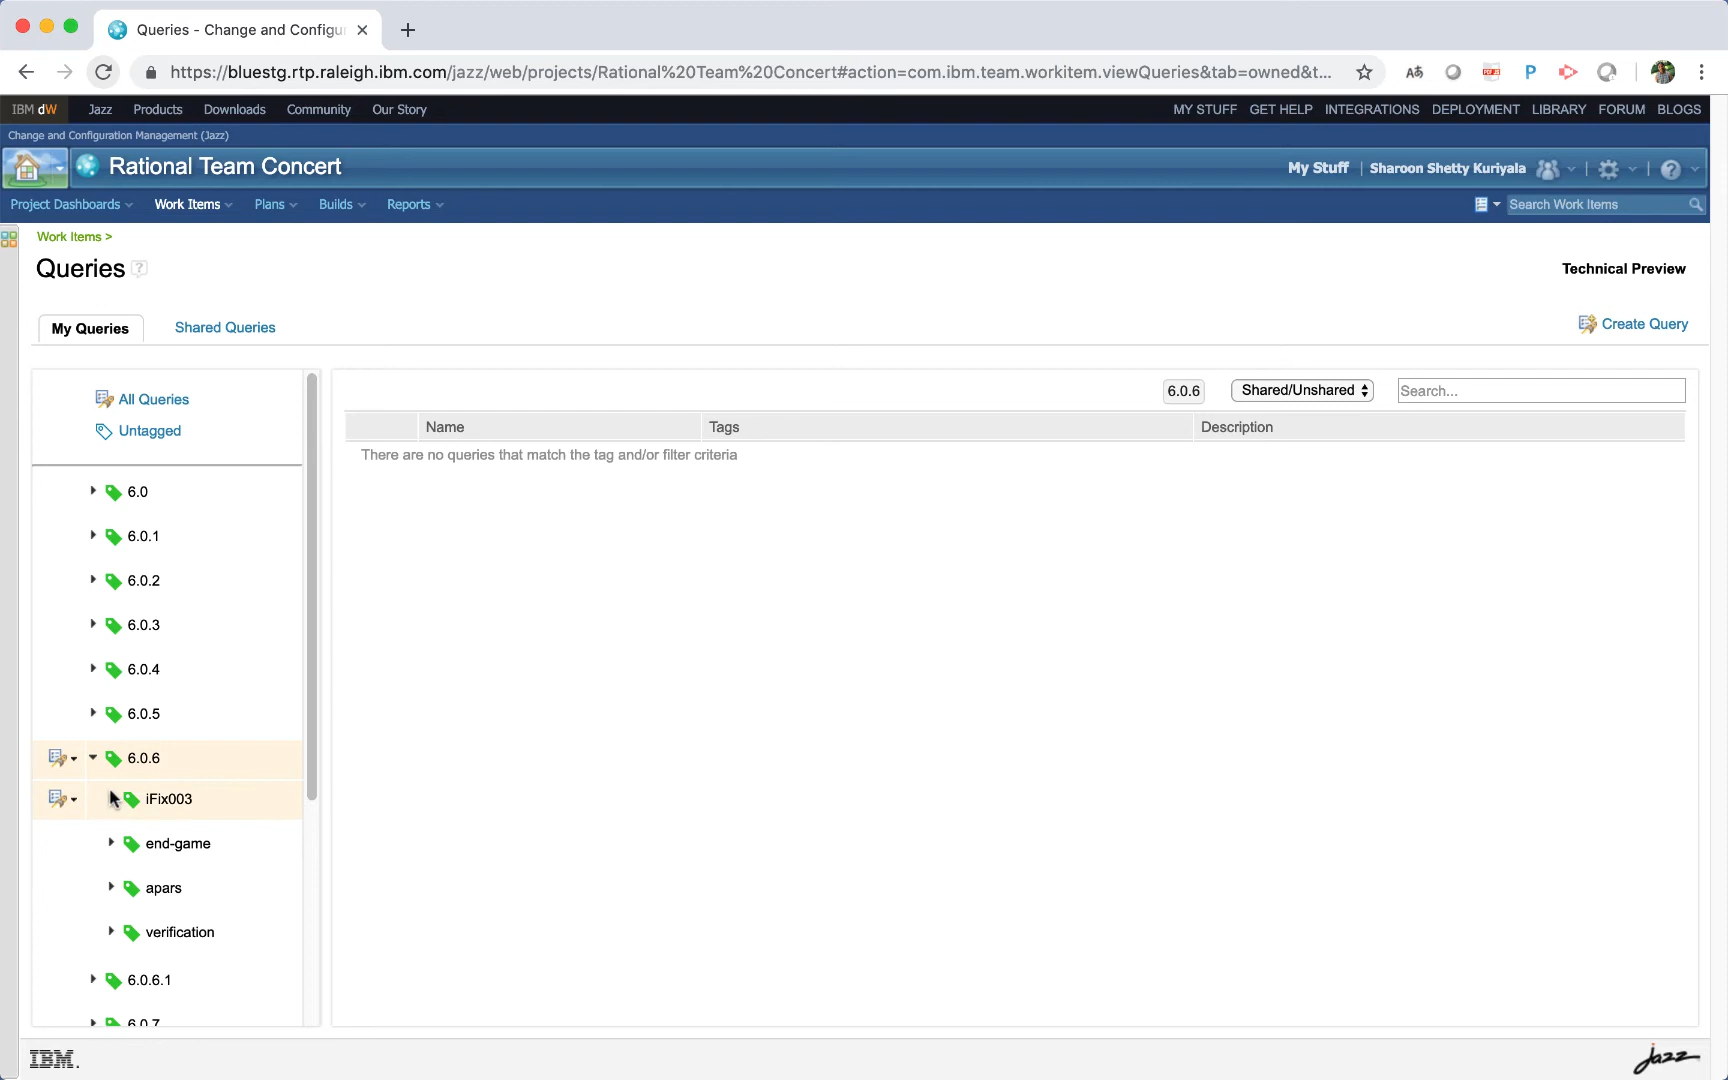 Queries - Change and Configu
https://bluestg.rtp.raleigh.ibm.com/jazz/web/projects/Rational%20Team%20Concert#action=com.ibm.team.workitem.viewQueries&tab=owned&t...
IBM dW Jazz Products Downloads Community Our Story MY STUFF GET HELP INTEGRATIONS DEPLOYMENT LIBRARY FORUM BLOGS
Change and Configuration Management (Jazz)
Rational Team Concert My Stuff | Sharoon Shetty Kuriyala
Project Dashboards Work Items Plans Builds Reports Search Work Items
Work Items >
Queries ? Technical Preview
My Queries Shared Queries Create Query
All Queries
Untagged
6.0.6 Shared/Unshared Search...
Name Tags Description
There are no queries that match the tag and/or filter criteria
6.0
6.0.1
6.0.2
6.0.3
6.0.4
6.0.5
6.0.6
iFix003
end-game
apars
verification
6.0.6.1
6.0.7
IBM. jazz